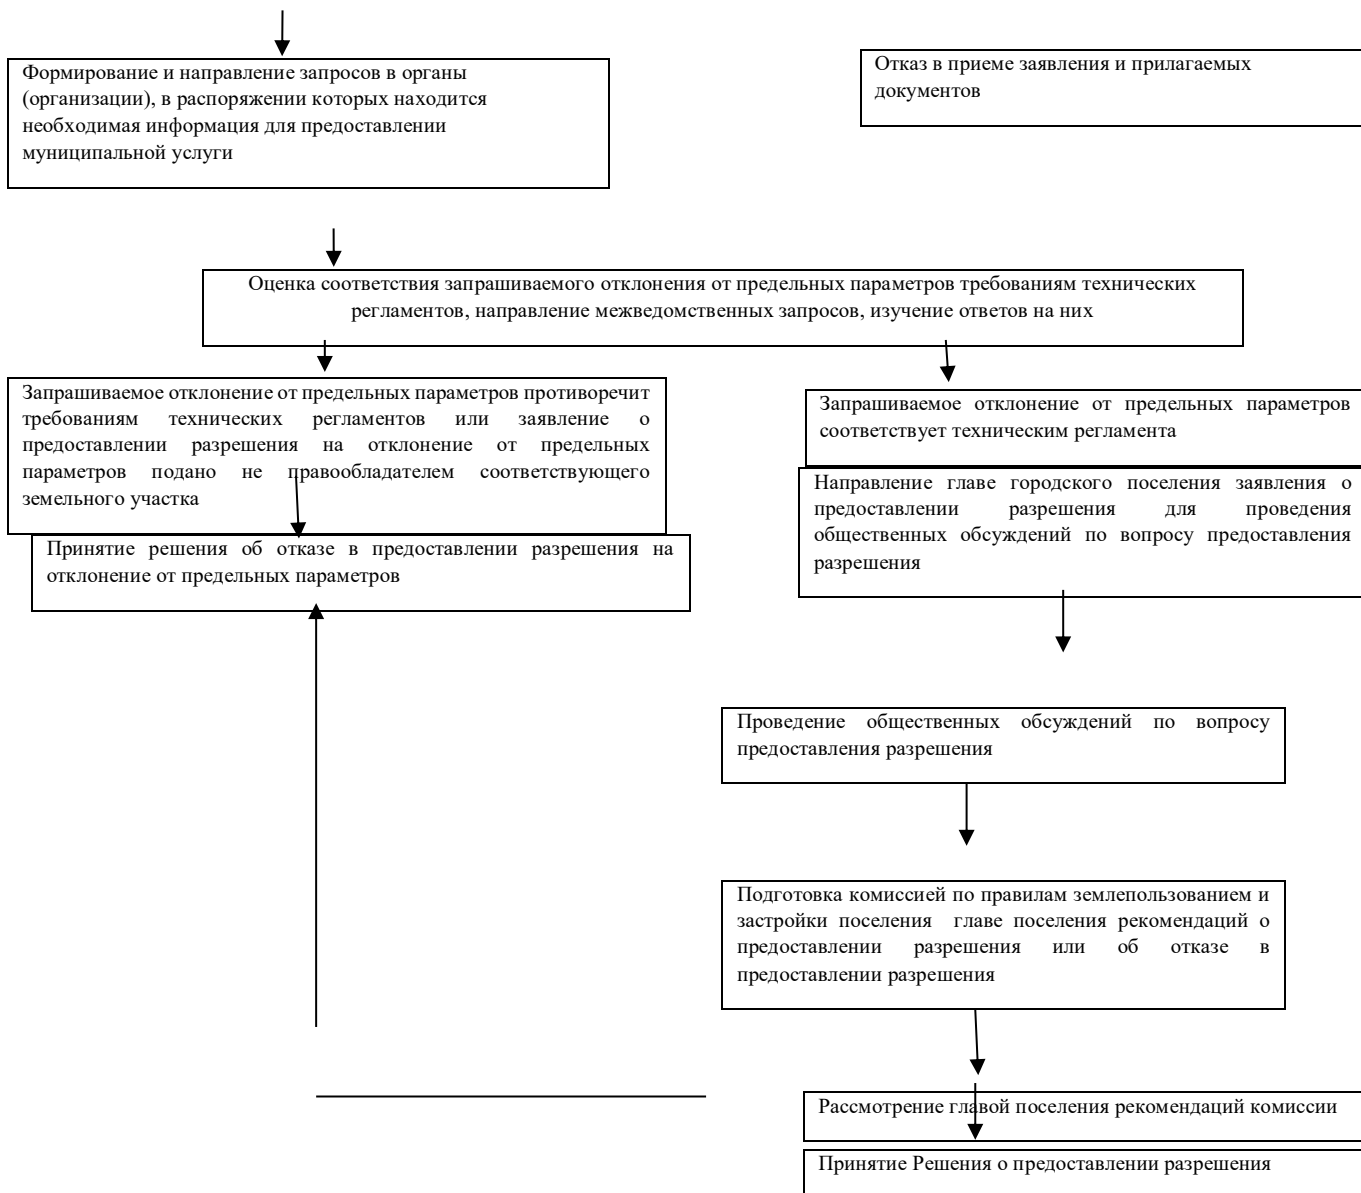 Формирование и направление запросов в органы
(организации), в распоряжении которых находится
необходимая информация для предоставлении
муниципальной услуги
Отказ в приеме заявления и прилагаемых
документов
Оценка соответствия запрашиваемого отклонения от предельных параметров требованиям технических
регламентов, направление межведомственных запросов, изучение ответов на них
Запрашиваемое отклонение от предельных параметров противоречит
требованиям технических регламентов или заявление о
предоставлении разрешения на отклонение от предельных
параметров подано не правообладателем соответствующего
земельного участка
Принятие решения об отказе в предоставлении разрешения на
отклонение от предельных параметров
Запрашиваемое отклонение от предельных параметров
соответствует техническим регламента
Направление главе городского поселения заявления о
предоставлении разрешения для проведения
общественных обсуждений по вопросу предоставления
разрешения
Проведение общественных обсуждений по вопросу
предоставления разрешения
Подготовка комиссией по правилам землепользованием и
застройки поселения главе поселения рекомендаций о
предоставлении разрешения или об отказе в
предоставлении разрешения
Рассмотрение главой поселения рекомендаций комиссии
Принятие Решения о предоставлении разрешения